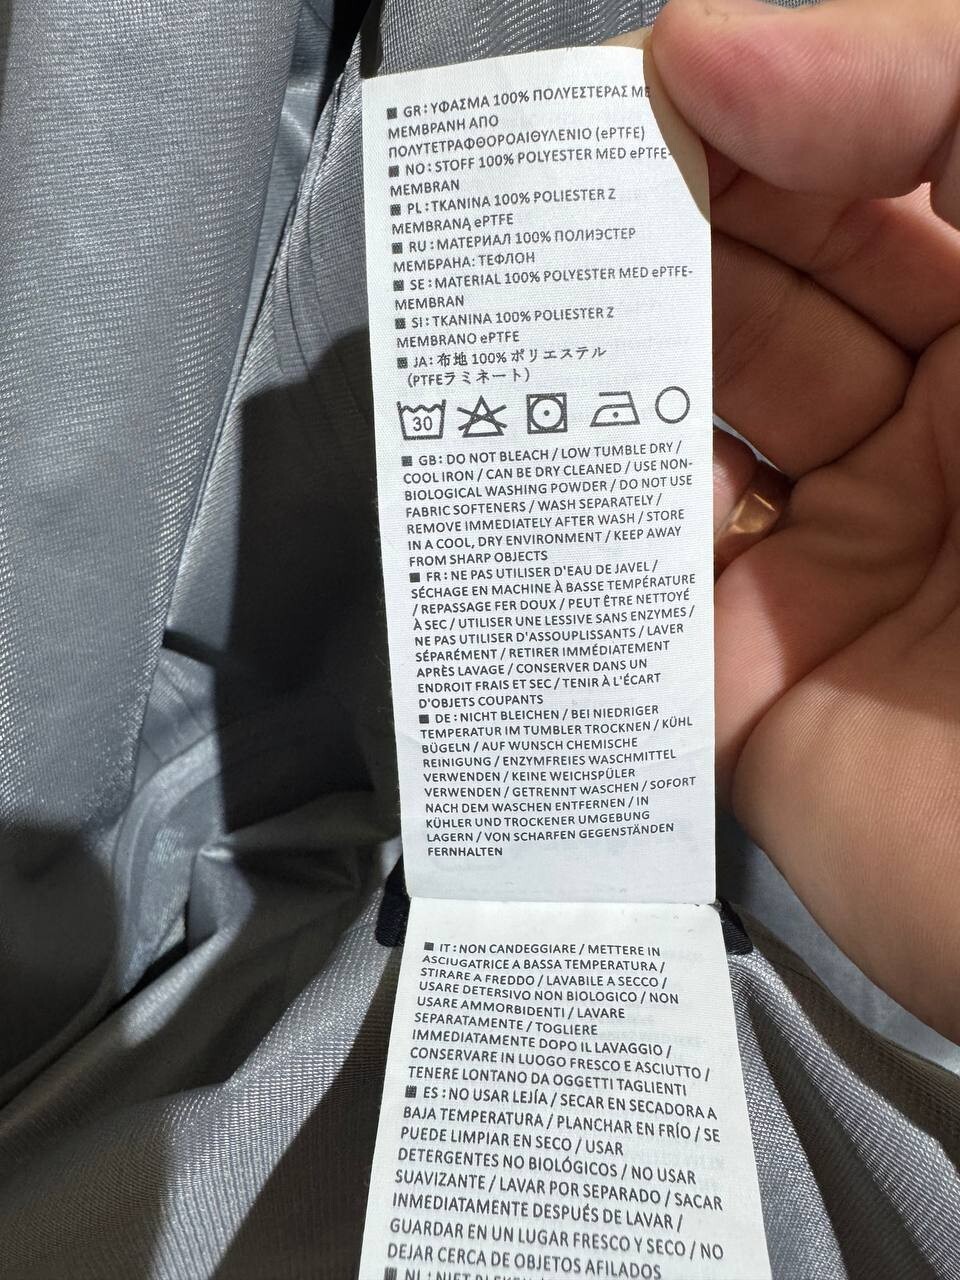 GR: ΥΦΑΣΜΑ 100% ΠΟΛΥΕΣΤΕΡΑΣ ΜΕ
ΜΕΜΒΡΑΝΗ ΑΠΟ
ΠΟΛΥΤΕΤΡΑΦΘΟΡΟΑΙΘΥΛΕΝΙΟ (ePTFE)
NO: STOFF 100% POLYESTER MED ePTFE-
MEMBRAN
PL: TKANINA 100% POLIESTER Z
MEMBRANĄ ePTFE
RU: МАТЕРИАЛ 100% ПОЛИЭСТЕР
МЕМБРАНА: ТЕФЛОН
SE: MATERIAL 100% POLYESTER MED ePTFE-
MEMBRAN
SI: TKANINA 100% POLIESTER Z
MEMBRANO ePTFE
JA: 布地 100% ポリエステル
(PTFEラミネート)
30
GB: DO NOT BLEACH / LOW TUMBLE DRY /
COOL IRON / CAN BE DRY CLEANED / USE NON-
BIOLOGICAL WASHING POWDER / DO NOT USE
FABRIC SOFTENERS / WASH SEPARATELY /
REMOVE IMMEDIATELY AFTER WASH / STORE
IN A COOL, DRY ENVIRONMENT / KEEP AWAY
FROM SHARP OBJECTS
FR: NE PAS UTILISER D'EAU DE JAVEL /
SÉCHAGE EN MACHINE À BASSE TEMPÉRATURE
/ REPASSAGE FER DOUX / PEUT ÊTRE NETTOYÉ
À SEC / UTILISER UNE LESSIVE SANS ENZYMES /
NE PAS UTILISER D'ASSOUPLISSANTS / LAVER
SÉPARÉMENT / RETIRER IMMÉDIATEMENT
APRÈS LAVAGE / CONSERVER DANS UN
ENDROIT FRAIS ET SEC / TENIR À L'ÉCART
D'OBJETS COUPANTS
DE: NICHT BLEICHEN / BEI NIEDRIGER
TEMPERATUR IM TUMBLER TROCKNEN / KÜHL
BÜGELN / AUF WUNSCH CHEMISCHE
REINIGUNG / ENZYMFREIES WASCHMITTEL
VERWENDEN / KEINE WEICHSPÜLER
VERWENDEN / GETRENNT WASCHEN / SOFORT
NACH DEM WASCHEN ENTFERNEN / IN
KÜHLER UND TROCKENER UMGEBUNG
LAGERN / VON SCHARFEN GEGENSTÄNDEN
FERNHALTEN
IT: NON CANDEGGIARE / METTERE IN
ASCIUGATRICE A BASSA TEMPERATURA /
STIRARE A FREDDO / LAVABILE A SECCO /
USARE DETERSIVO NON BIOLOGICO / NON
USARE AMMORBIDENTI / LAVARE
SEPARATAMENTE / TOGLIERE
IMMEDIATAMENTE DOPO IL LAVAGGIO /
CONSERVARE IN LUOGO FRESCO E ASCIUTTO /
TENERE LONTANO DA OGGETTI TAGLIENTI
ES: NO USAR LEJÍA / SECAR EN SECADORA A
BAJA TEMPERATURA / PLANCHAR EN FRÍO / SE
PUEDE LIMPIAR EN SECO / USAR
DETERGENTES NO BIOLÓGICOS / NO USAR
SUAVIZANTE / LAVAR POR SEPARADO / SACAR
INMEDIATAMENTE DESPUÉS DE LAVAR /
GUARDAR EN UN LUGAR FRESCO Y SECO / NO
DEJAR CERCA DE OBJETOS AFILADOS
NL: NIET